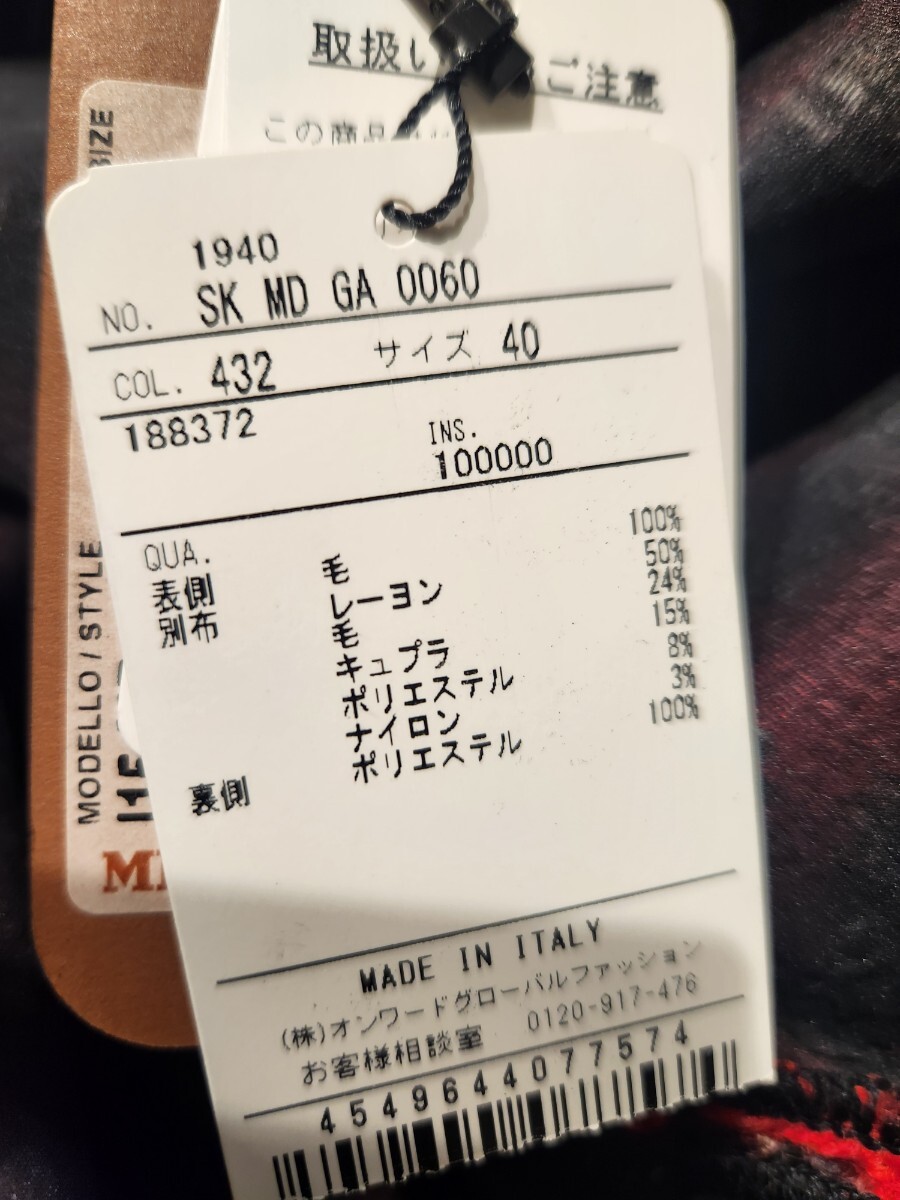 取扱い ご注意
この商品
SIZE
1940
NO. SK MD GA 0060
COL. 432 サイズ 40
188372
INS.
100000
QUA.
表側 毛 100%
別布 レーヨン 50%
毛 24%
キュプラ 15%
ポリエステル 8%
ナイロン 3%
裏側 ポリエステル 100%
MODELLO / STYLE
MADE IN ITALY
(株)オンワードグローバルファッション
お客様相談室 0120-917-476
4549644077574